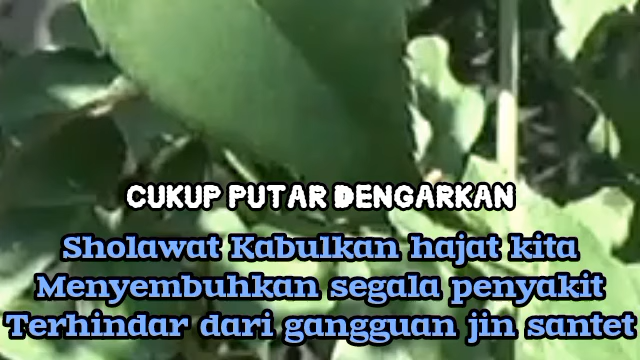 CUKUP PUTAR DENGARKAN
Sholawat Kabulkan hajat kita
Menyembuhkan segala penyakit
Terhindar dari gangguan jin santet